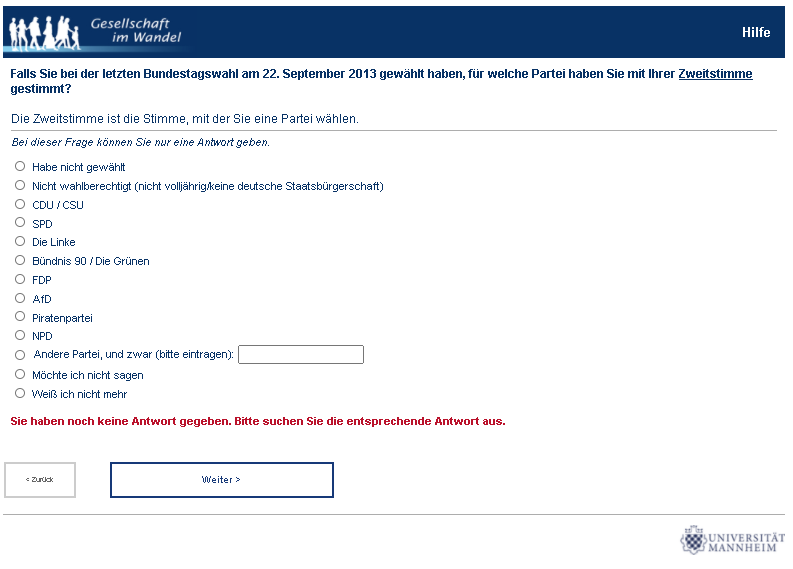 Gesellschaft
im Wandel
Hilfe
Falls Sie bei der letzten Bundestagswahl am 22. September 2013 gewählt haben, für welche Partei haben Sie mit Ihrer Zweitstimme
gestimmt?
Die Zweitstimme ist die Stimme, mit der Sie eine Partei wählen.
Bei dieser Frage können Sie nur eine Antwort geben.
Habe nicht gewählt
Nicht wahlberechtigt (nicht volljährig/keine deutsche Staatsbürgerschaft)
CDU / CSU
SPD
Die Linke
Bündnis 90 / Die Grünen
FDP
AfD
Piratenpartei
NPD
Andere Partei, und zwar (bitte eintragen):
Möchte ich nicht sagen
Weiß ich nicht mehr
Sie haben noch keine Antwort gegeben. Bitte suchen Sie die entsprechende Antwort aus.
< Zurück
Weiter >
UNIVERSITÄT
MANNHEIM